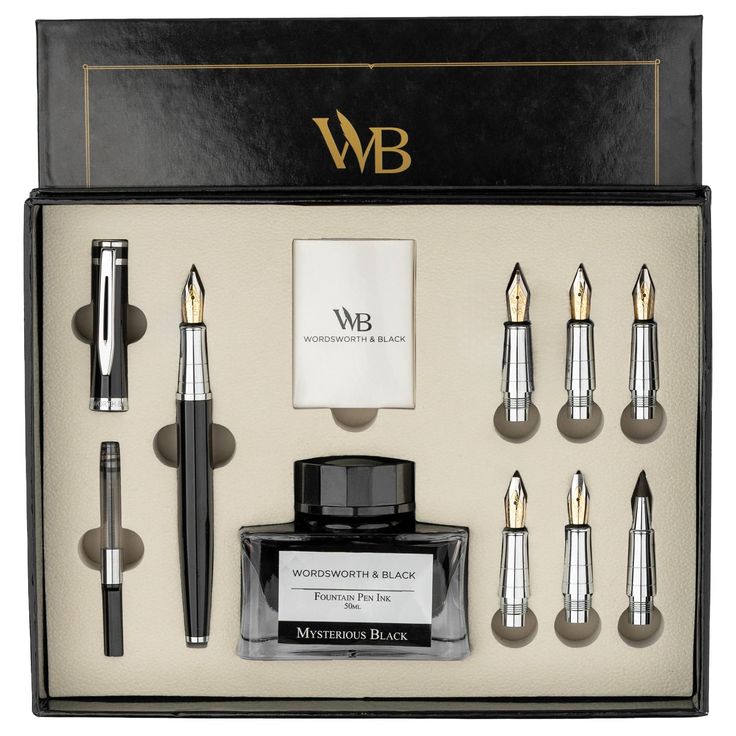 WB
WB
WORDSWORTH & BLACK
WORDSWORTH & BLACK
FOUNTAIN PEN INK
50ML
MYSTERIOUS BLACK